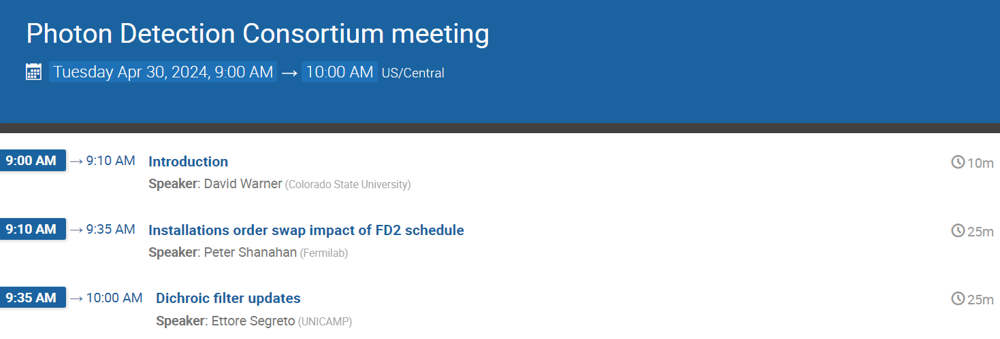 Photon Detection Consortium meeting
Tuesday Apr 30, 2024, 9:00 AM → 10:00 AM US/Central
9:00 AM → 9:10 AM Introduction 10m
Speaker: David Warner (Colorado State University)
9:10 AM → 9:35 AM Installations order swap impact of FD2 schedule 25m
Speaker: Peter Shanahan (Fermilab)
9:35 AM → 10:00 AM Dichroic filter updates 25m
Speaker: Ettore Segreto (UNICAMP)